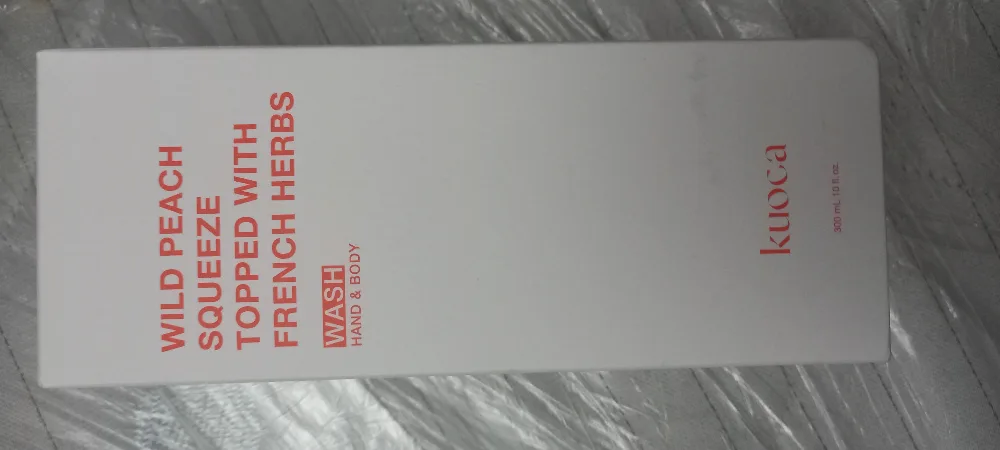 WILD PEACH
SQUEEZE
TOPPED WITH
FRENCH HERBS
WASH
HAND & BODY
kuoca
300 mL 10 fl. oz.